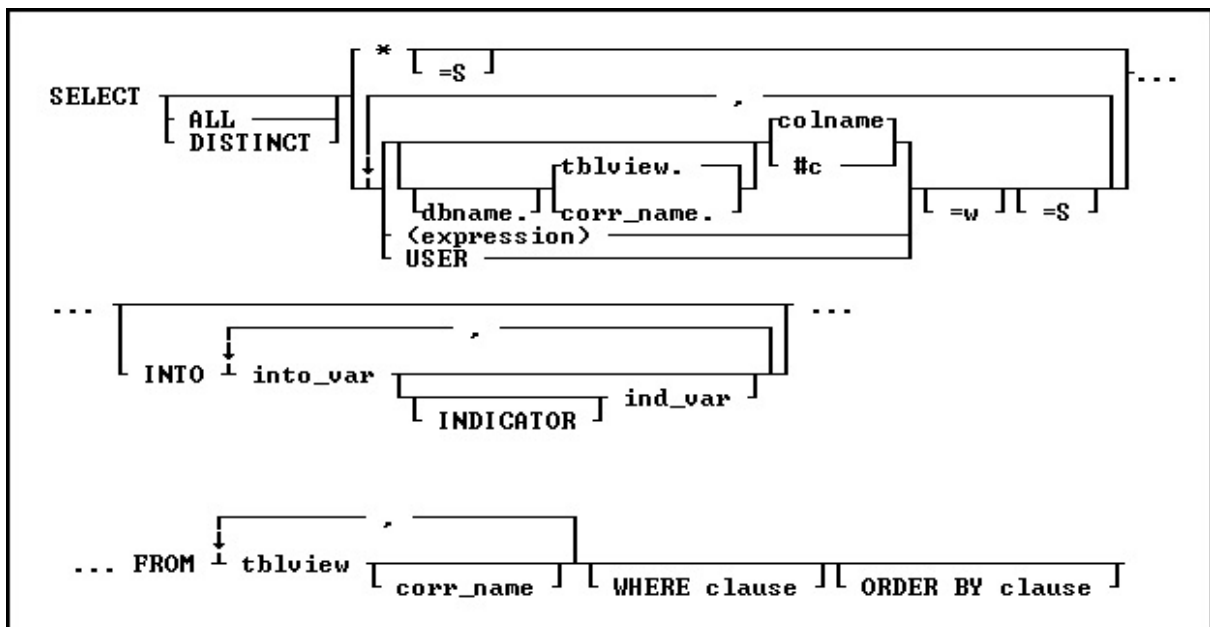 * =S ...
SELECT ALL ,
DISTINCT colname
tblview. #c
dbname. corr_name. =w =S
(expression)
USER
... ...
,
INTO into_var ind_var
INDICATOR
,
... FROM tblview
corr_name WHERE clause ORDER BY clause